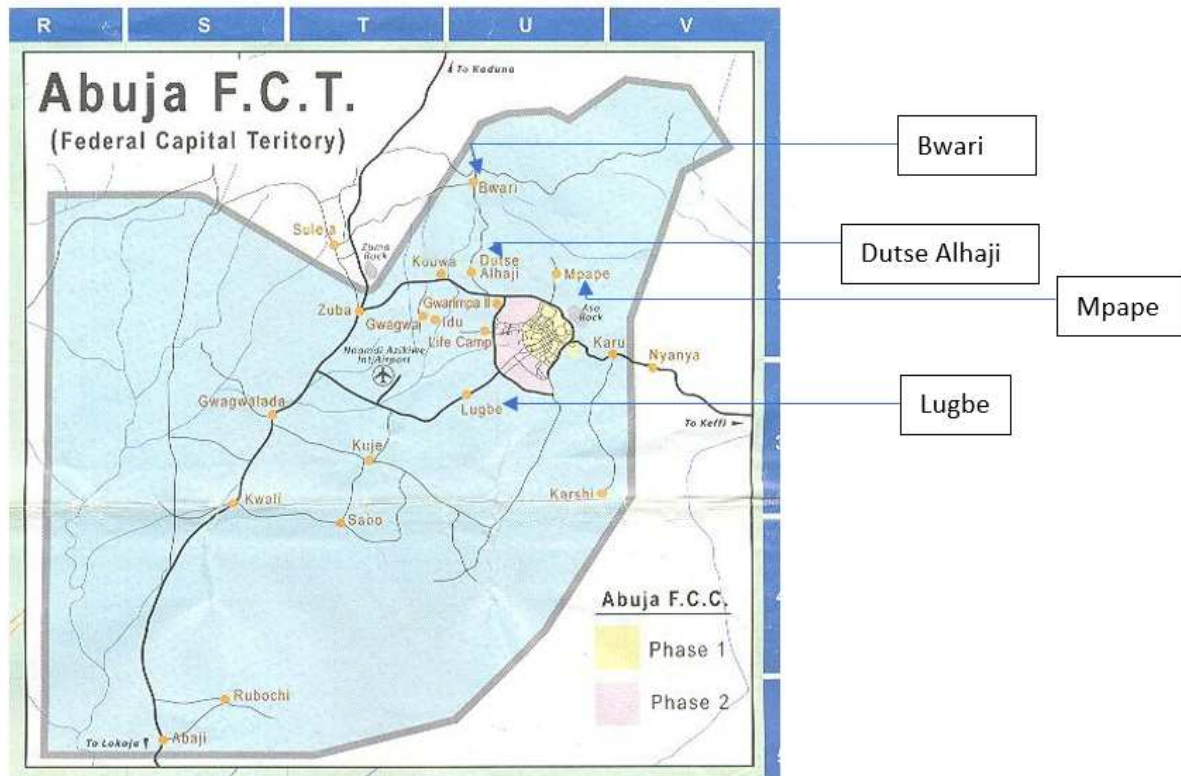 R S T U V
Abuja F.C.T.
(Federal Capital Teritory)
To Kaduna
Bwari
Bwari
Suleja
Zuma
Rock
Kubwa
Dutse
Alhaji
Dutse Alhaji
Mpape
Mpape
Zuba
Gwarimpa II
Aso
Rock
Gwagwa
Idu
Life Camp
Nnamdi Azikiwe
Int.Airport
Karu
Nyanya
Gwagwalada
Lugbe
Lugbe
To Keffi
3
Kuje
Kwali
Karshi
Sabo
Abuja F.C.C.
Phase 1
Phase 2
Rubochi
To Lokoja
Abaji